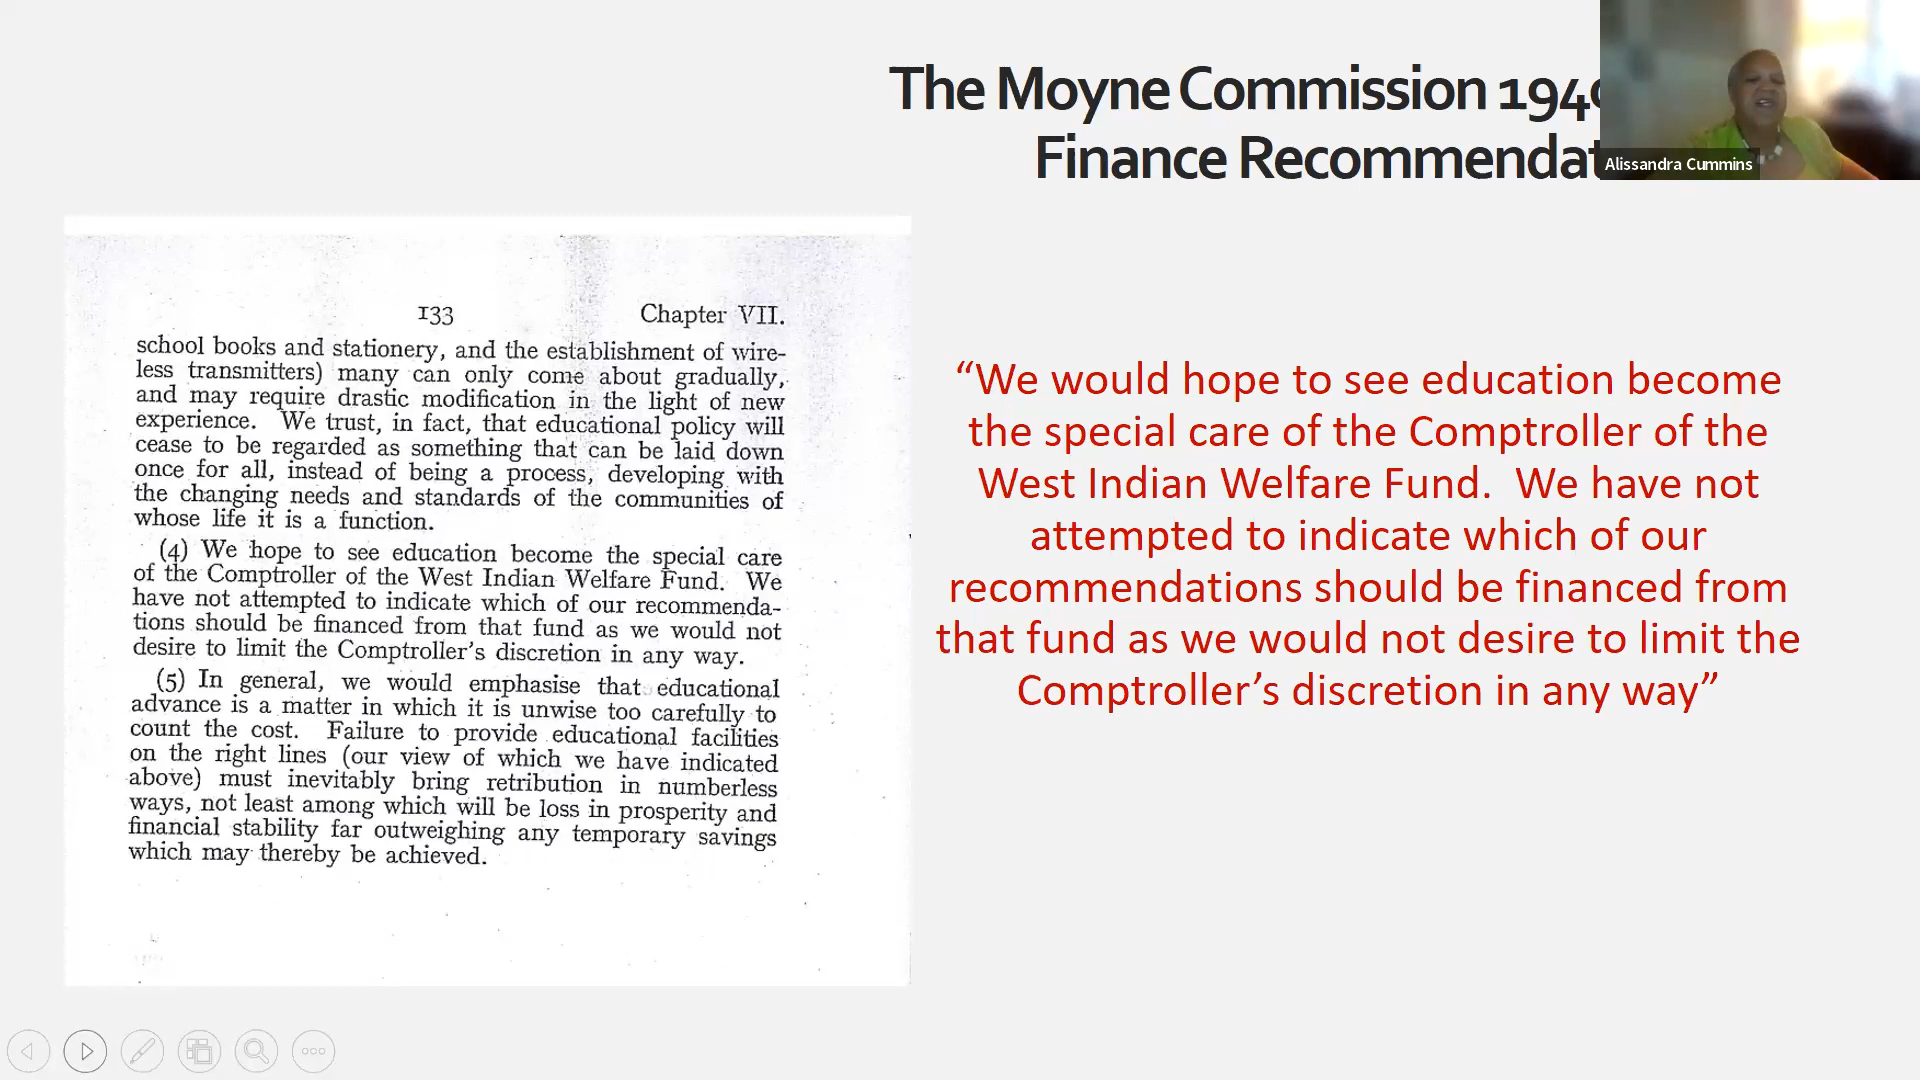 The Moyne Commission 1940
Finance Recommendat
Alissandra Cummins
133 Chapter VII.
school books and stationery, and the establishment of wire-
less transmitters) many can only come about gradually,
and may require drastic modification in the light of new
experience. We trust, in fact, that educational policy will
cease to be regarded as something that can be laid down
once for all, instead of being a process, developing with
the changing needs and standards of the communities of
whose life it is a function.
(4) We hope to see education become the special care
of the Comptroller of the West Indian Welfare Fund. We
have not attempted to indicate which of our recommenda-
tions should be financed from that fund as we would not
desire to limit the Comptroller's discretion in any way.
(5) In general, we would emphasise that educational
advance is a matter in which it is unwise too carefully to
count the cost. Failure to provide educational facilities
on the right lines (our view of which we have indicated
above) must inevitably bring retribution in numberless
ways, not least among which will be loss in prosperity and
financial stability far outweighing any temporary savings
which may thereby be achieved.
“We would hope to see education become
the special care of the Comptroller of the
West Indian Welfare Fund. We have not
attempted to indicate which of our
recommendations should be financed from
that fund as we would not desire to limit the
Comptroller’s discretion in any way”